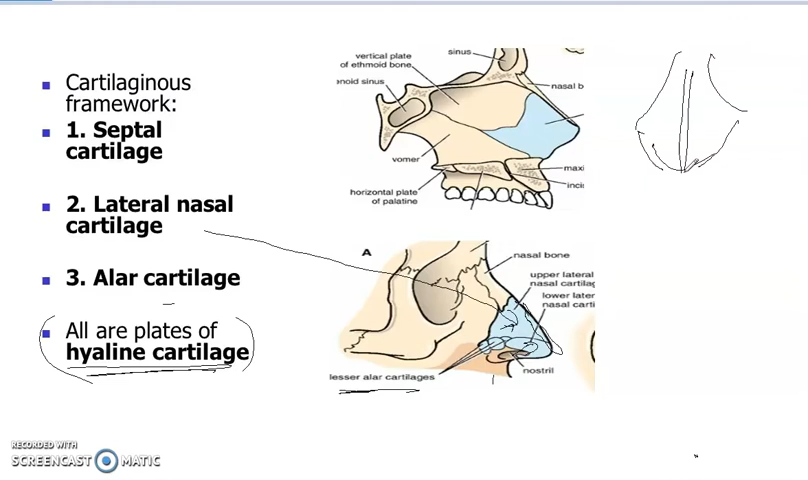 Cartilaginous
framework:
1. Septal
cartilage
2. Lateral nasal
cartilage
3. Alar cartilage
All are plates of
hyaline cartilage
sinus
vertical plate
of ethmoid bone
noid sinus
nasal b
vomer
maxi
inci
horizontal plate
of palatine
A
nasal bone
upper lateral
nasal cartilag
lower later
nasal carti
nostril
lesser alar cartilages
RECORDED WITH
SCREENCAST MATIC